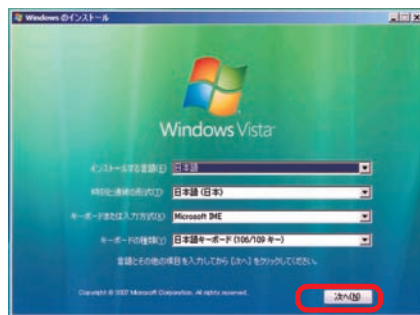 Windows のインストール
Windows Vista
インストールする言語(E) 日本語
時刻と通貨の形式(T) 日本語 (日本)
キーボードまたは入力方式(K) Microsoft IME
キーボードの種類(Y) 日本語キーボード (106/109 キー)
言語とその他の項目を入力してから [次へ] をクリックしてください。
Copyright © 2007 Microsoft Corporation. All rights reserved.
次へ(N)